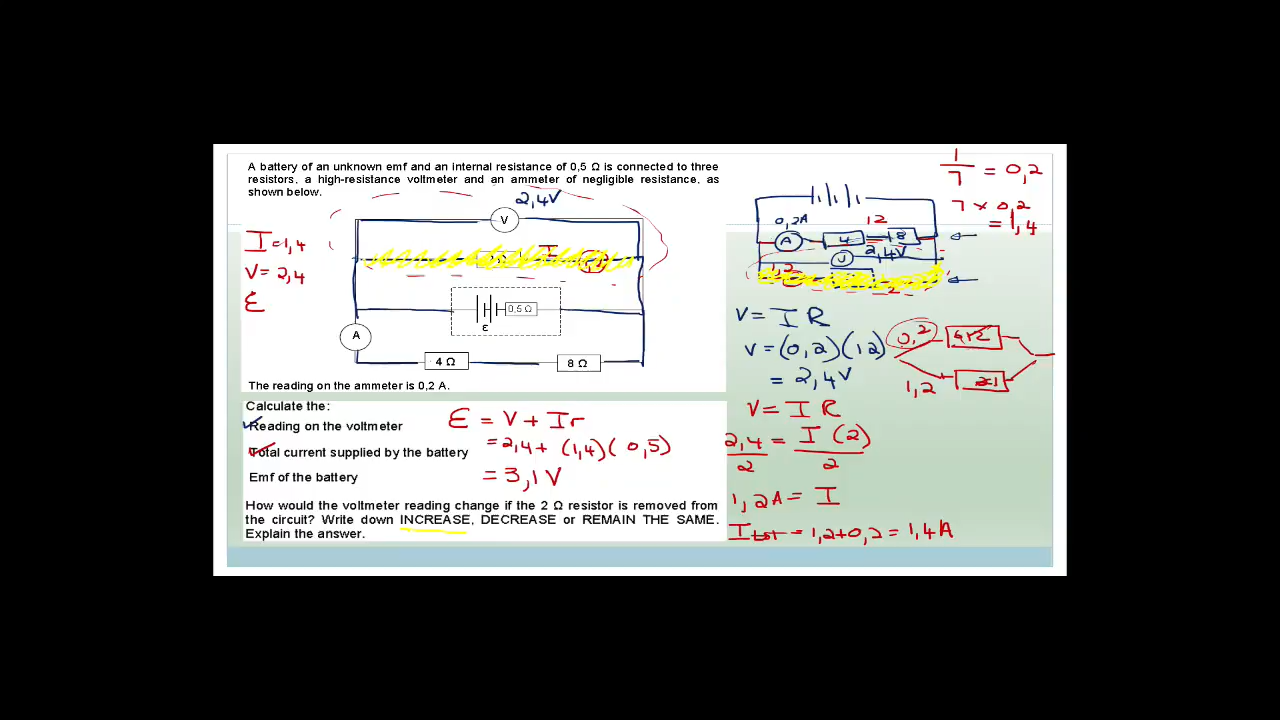 A battery of an unknown emf and an internal resistance of 0,5 Ω is connected to three
resistors, a high-resistance voltmeter and an ammeter of negligible resistance, as
shown below.
2,4V
V
I
1,2
I = 1,4
V = 2,4
ε
0,5 Ω
ε
A
4 Ω
8 Ω
The reading on the ammeter is 0,2 A.
Calculate the:
Reading on the voltmeter
Total current supplied by the battery
Emf of the battery
ε = V + Ir
= 2,4 + (1,4)( 0,5)
= 3,1 V
How would the voltmeter reading change if the 2 Ω resistor is removed from
the circuit? Write down INCREASE, DECREASE or REMAIN THE SAME.
Explain the answer.
1/7 = 0,2
7 × 0,2
= 1,4
0,2A
12
A
4
8
V
2,4V
1,2
2
V = I R
V = (0,2)(12)
= 2,4V
0,2
1,2
V = I R
2,4/2 = I (2)/2
1,2A = I
Itot = 1,2+0,2 = 1,4A